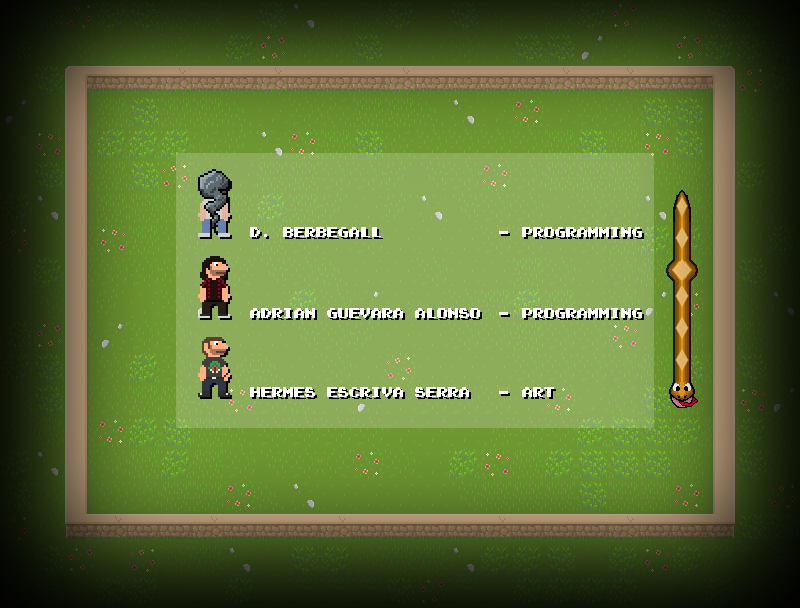 D. BERBEGALL - PROGRAMMING
ADRIAN GUEVARA ALONSO - PROGRAMMING
HERMES ESCRIVA SERRA - ART